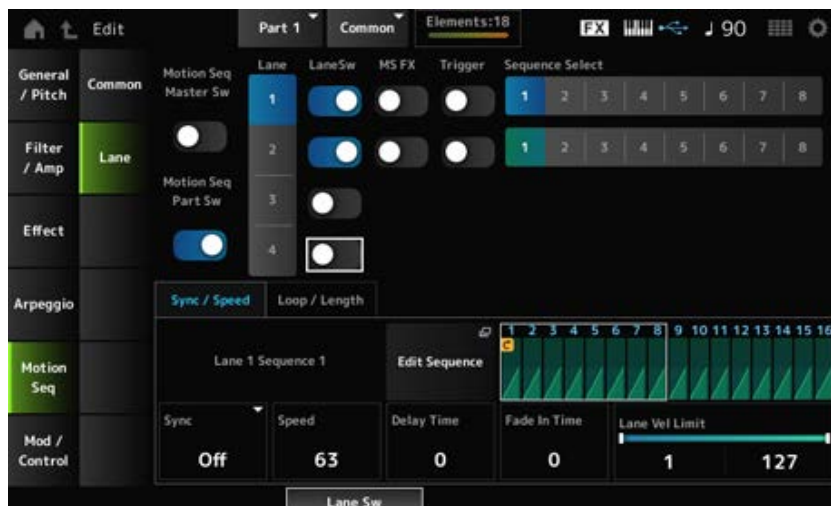 Edit
Part 1
Common
Elements:18
FX
90
General / Pitch
Filter / Amp
Effect
Arpeggio
Motion Seq
Mod / Control
Common
Lane
Motion Seq Master Sw
Motion Seq Part Sw
Lane LaneSw MS FX Trigger Sequence Select
1 1 2 3 4 5 6 7 8
2 1 2 3 4 5 6 7 8
3
4
Sync / Speed Loop / Length
Lane 1 Sequence 1
Edit Sequence
1 2 3 4 5 6 7 8 9 10 11 12 13 14 15 16
C
Sync Speed Delay Time Fade In Time Lane Vel Limit
Off 63 0 0 1 127
Lane Sw